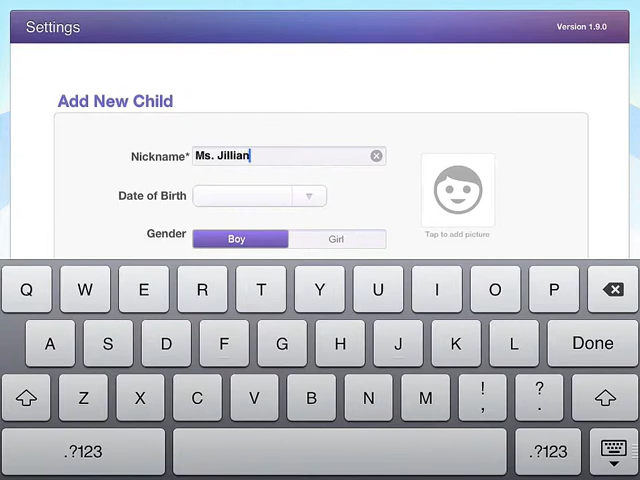 Settings
Version 1.9.0
Add New Child
Nickname* Ms. Jillian
Date of Birth
Gender Boy Girl
Tap to add picture
Q W E R T Y U I O P
A S D F G H J K L Done
Z X C V B N M ! , ? .
.?123 .?123